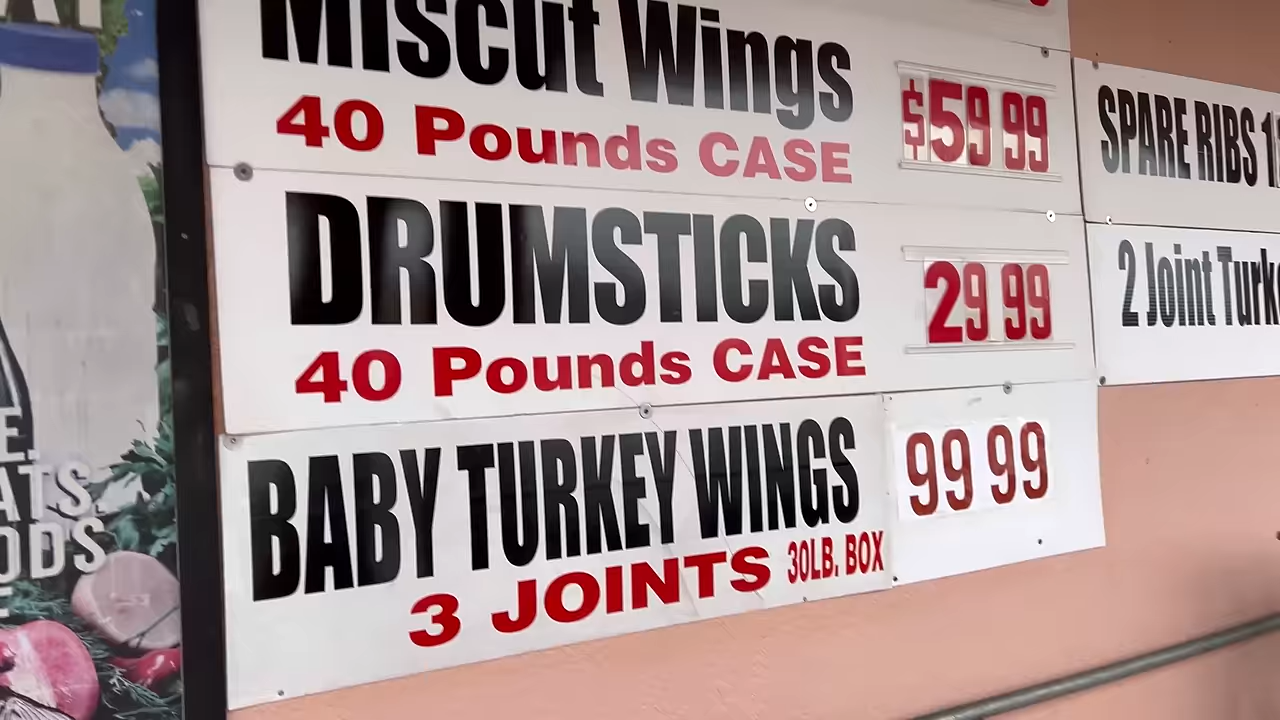 Miscut Wings
40 Pounds CASE
$59 99
DRUMSTICKS
40 Pounds CASE
29 99
BABY TURKEY WINGS
3 JOINTS 30LB. BOX
99 99
SPARE RIBS
2 Joint